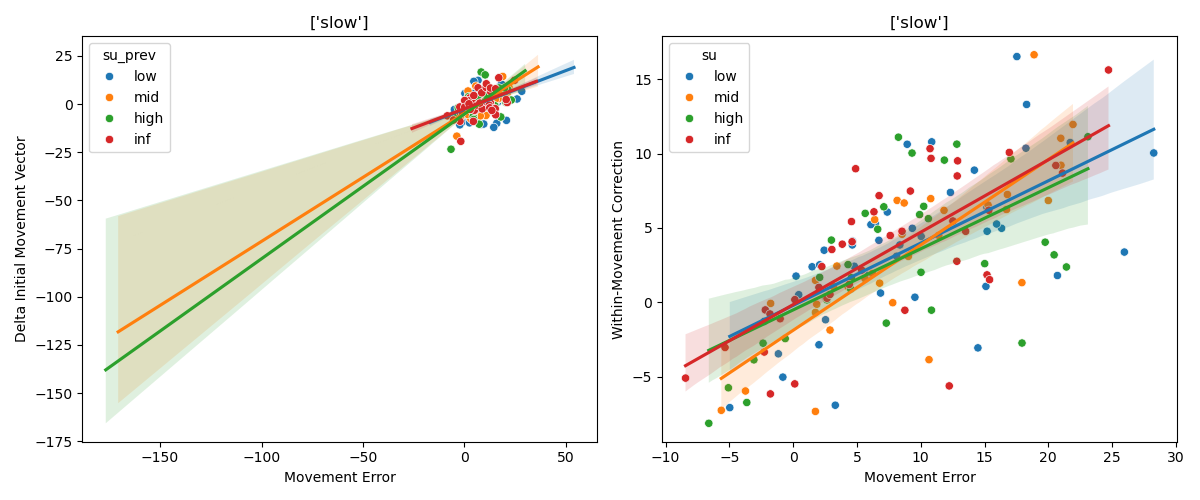 ['slow']
su_prev
low
mid
high
inf
25
0
−25
−50
−75
−100
−125
−150
−175
Delta Initial Movement Vector
−150
−100
−50
0
50
Movement Error
['slow']
su
low
mid
high
inf
15
10
5
0
−5
Within-Movement Correction
−10
−5
0
5
10
15
20
25
30
Movement Error